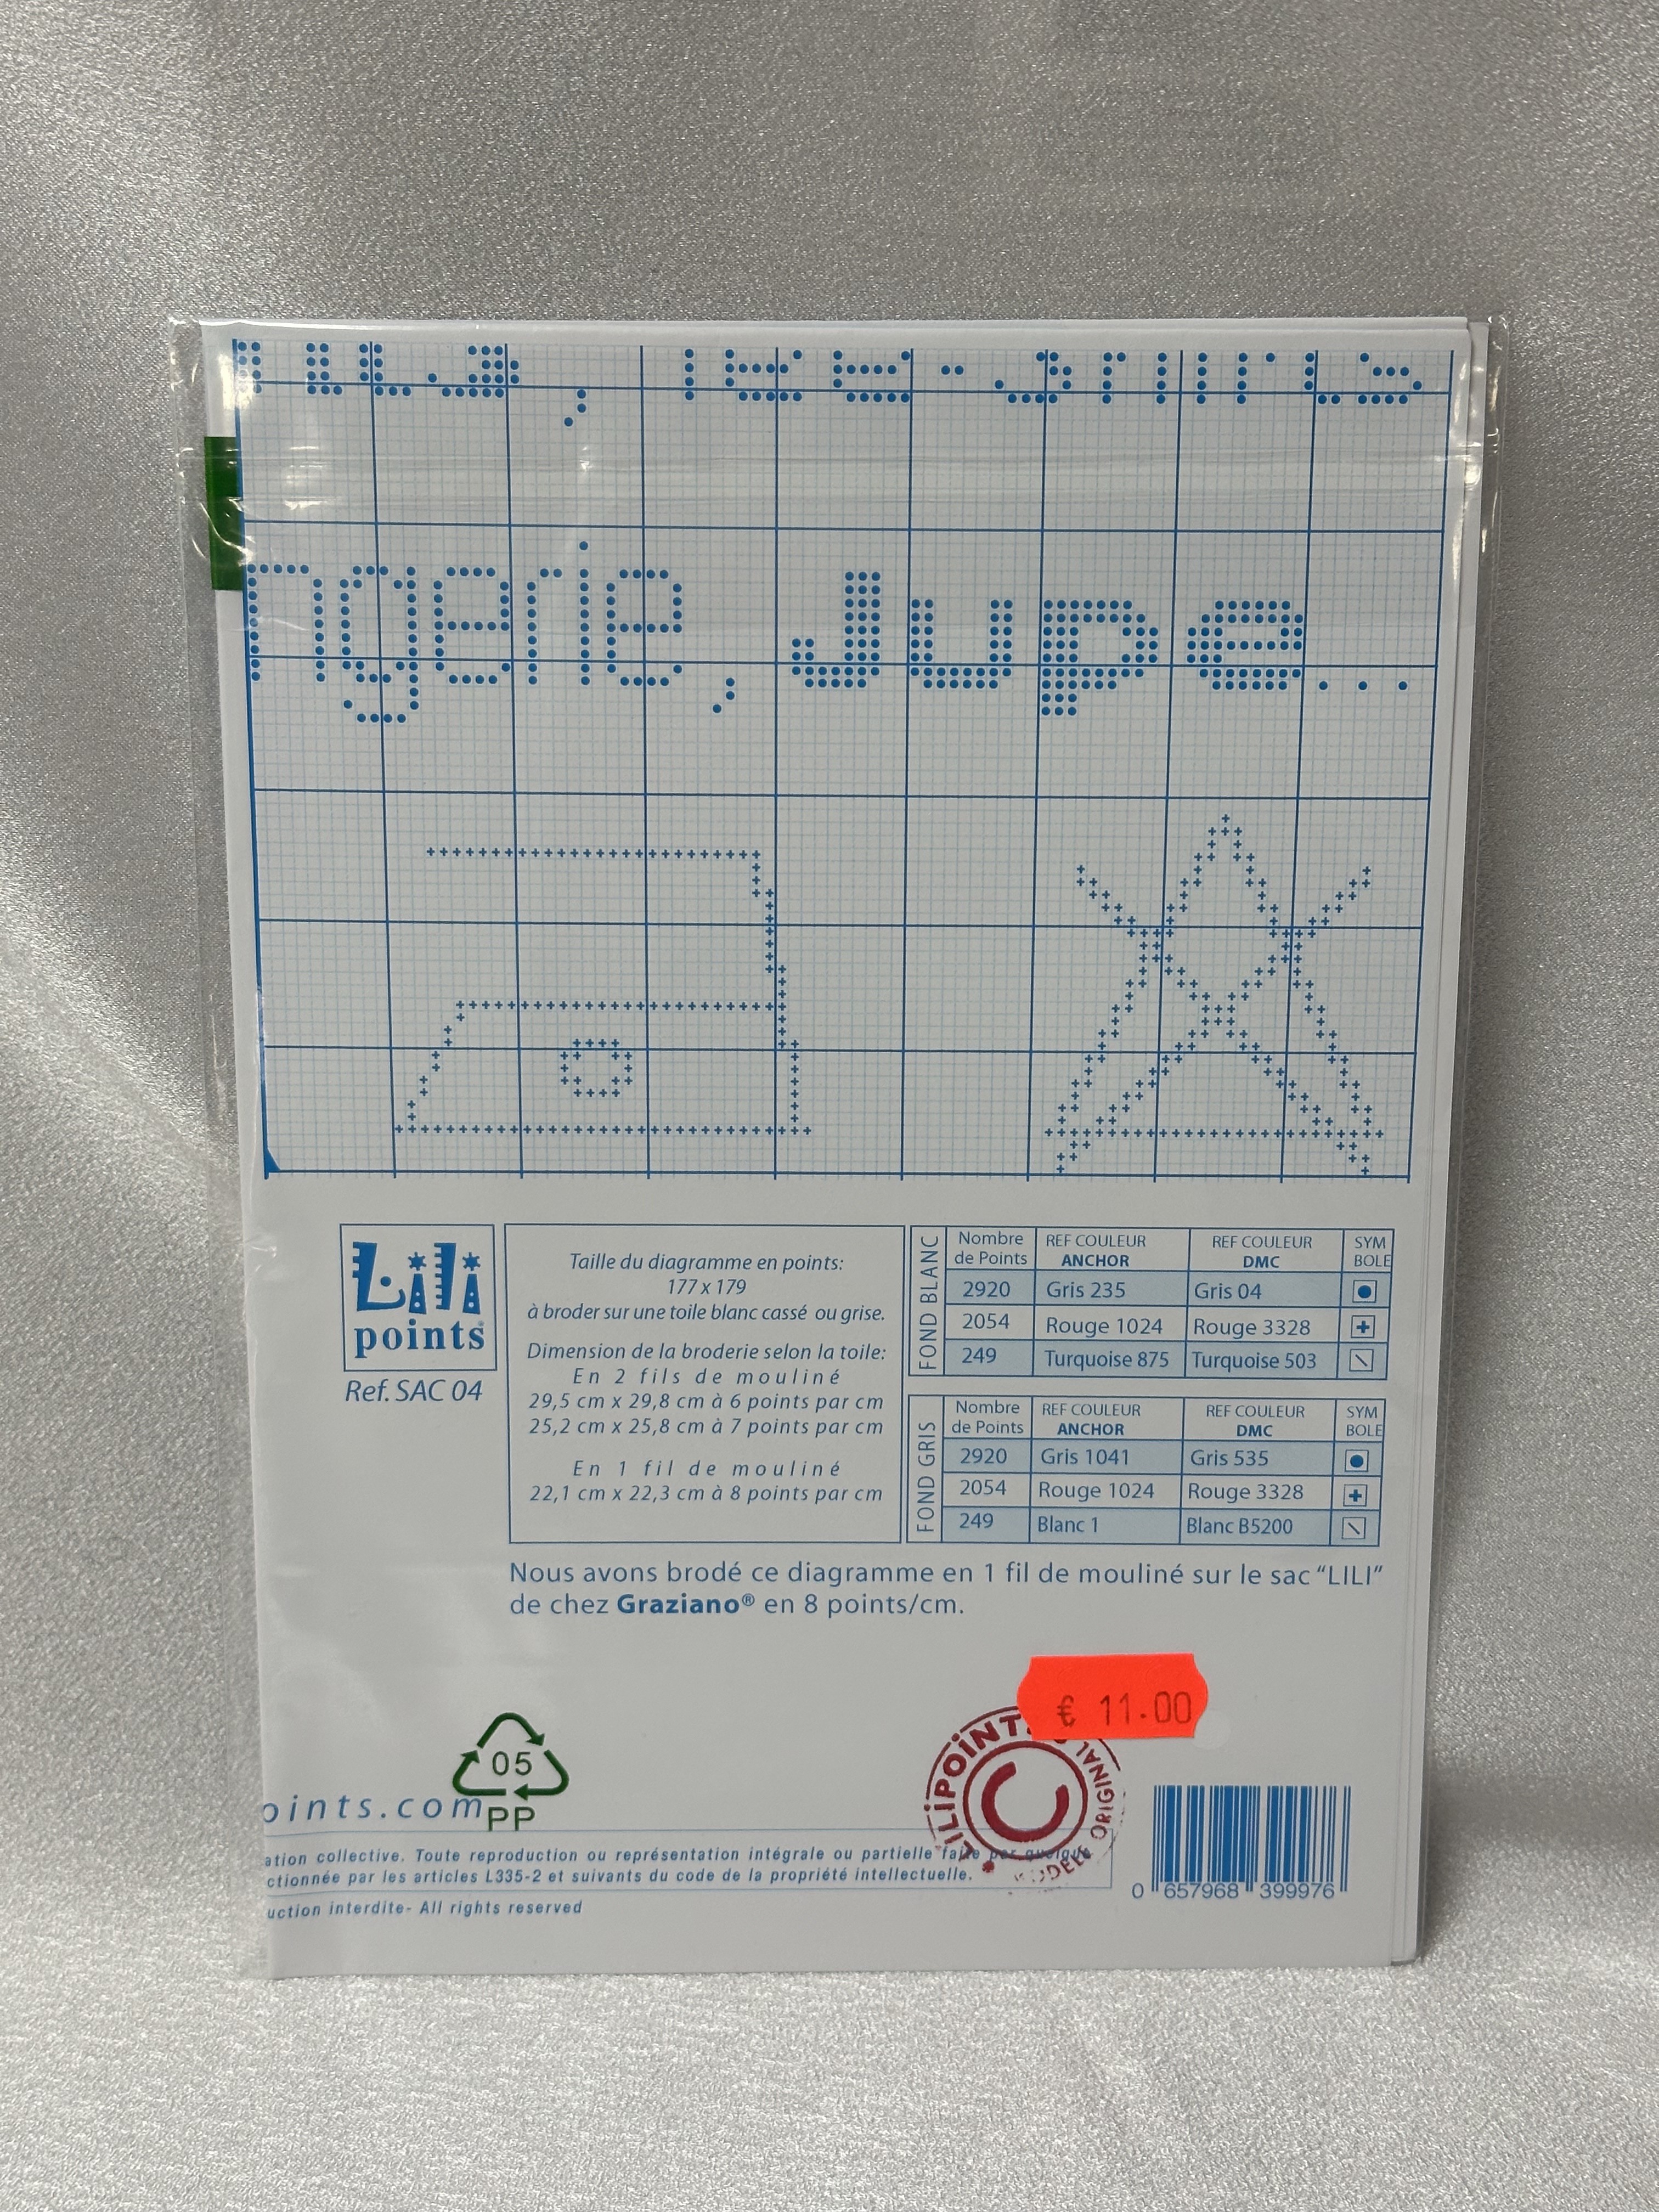 ngerie, Jupe...
Lili
points
Ref. SAC 04
Taille du diagramme en points:
177 x 179
à broder sur une toile blanc cassé ou grise.
Dimension de la broderie selon la toile:
En 2 fils de mouliné
29,5 cm x 29,8 cm à 6 points par cm
25,2 cm x 25,8 cm à 7 points par cm
En 1 fil de mouliné
22,1 cm x 22,3 cm à 8 points par cm
FOND BLANC
Nombre de Points REF COULEUR ANCHOR REF COULEUR DMC SYM BOLE
2920 Gris 235 Gris 04
2054 Rouge 1024 Rouge 3328
249 Turquoise 875 Turquoise 503
FOND GRIS
Nombre de Points REF COULEUR ANCHOR REF COULEUR DMC SYM BOLE
2920 Gris 1041 Gris 535
2054 Rouge 1024 Rouge 3328
249 Blanc 1 Blanc B5200
Nous avons brodé ce diagramme en 1 fil de mouliné sur le sac “LILI”
de chez Graziano® en 8 points/cm.
€ 11.00
LILIPOINTS
MODELE ORIGINAL
05
PP
oints.com
ation collective. Toute reproduction ou représentation intégrale ou partielle faite par quelque
ctionnée par les articles L335-2 et suivants du code de la propriété intellectuelle.
uction interdite- All rights reserved
0 657968 399976